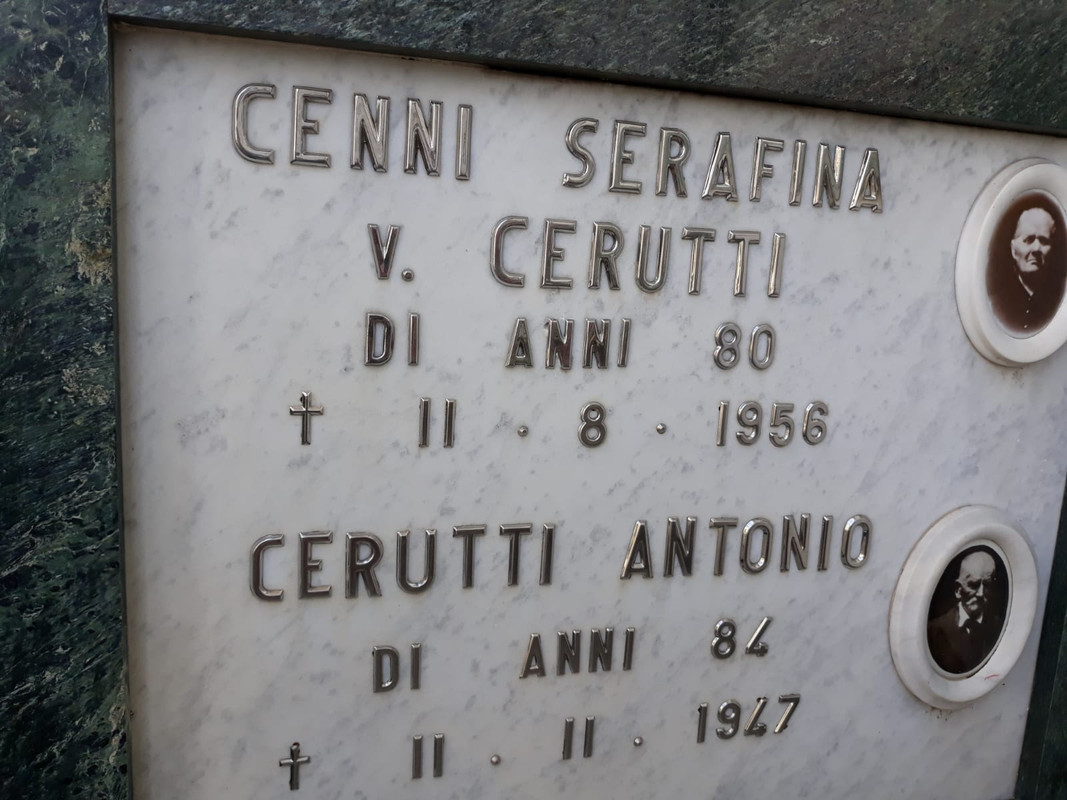 CENNI SERAFINA
v. CERUTTI
DI ANNI 80
† 11 · 8 · 1956
CERUTTI ANTONIO
DI ANNI 84
† 11 · 11 · 1947